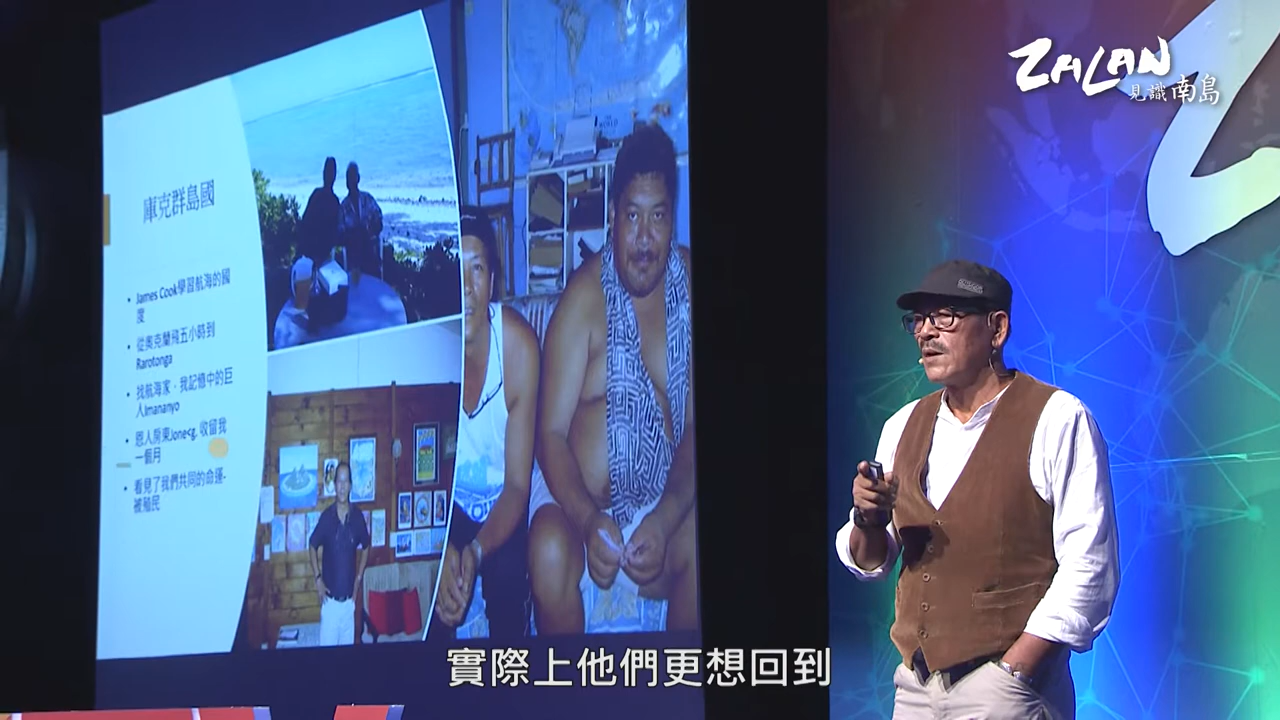 ZALAN
見識南島
庫克群島國
• James Cook學習航海的國
度
• 從奧克蘭飛五小時到
Rarotonga
• 找航海家，我記憶中的巨
人Imananyo
• 恩人房東Jone<g, 收留我
一個月
• 看見了我們共同的命運-
被殖民
實際上他們更想回到